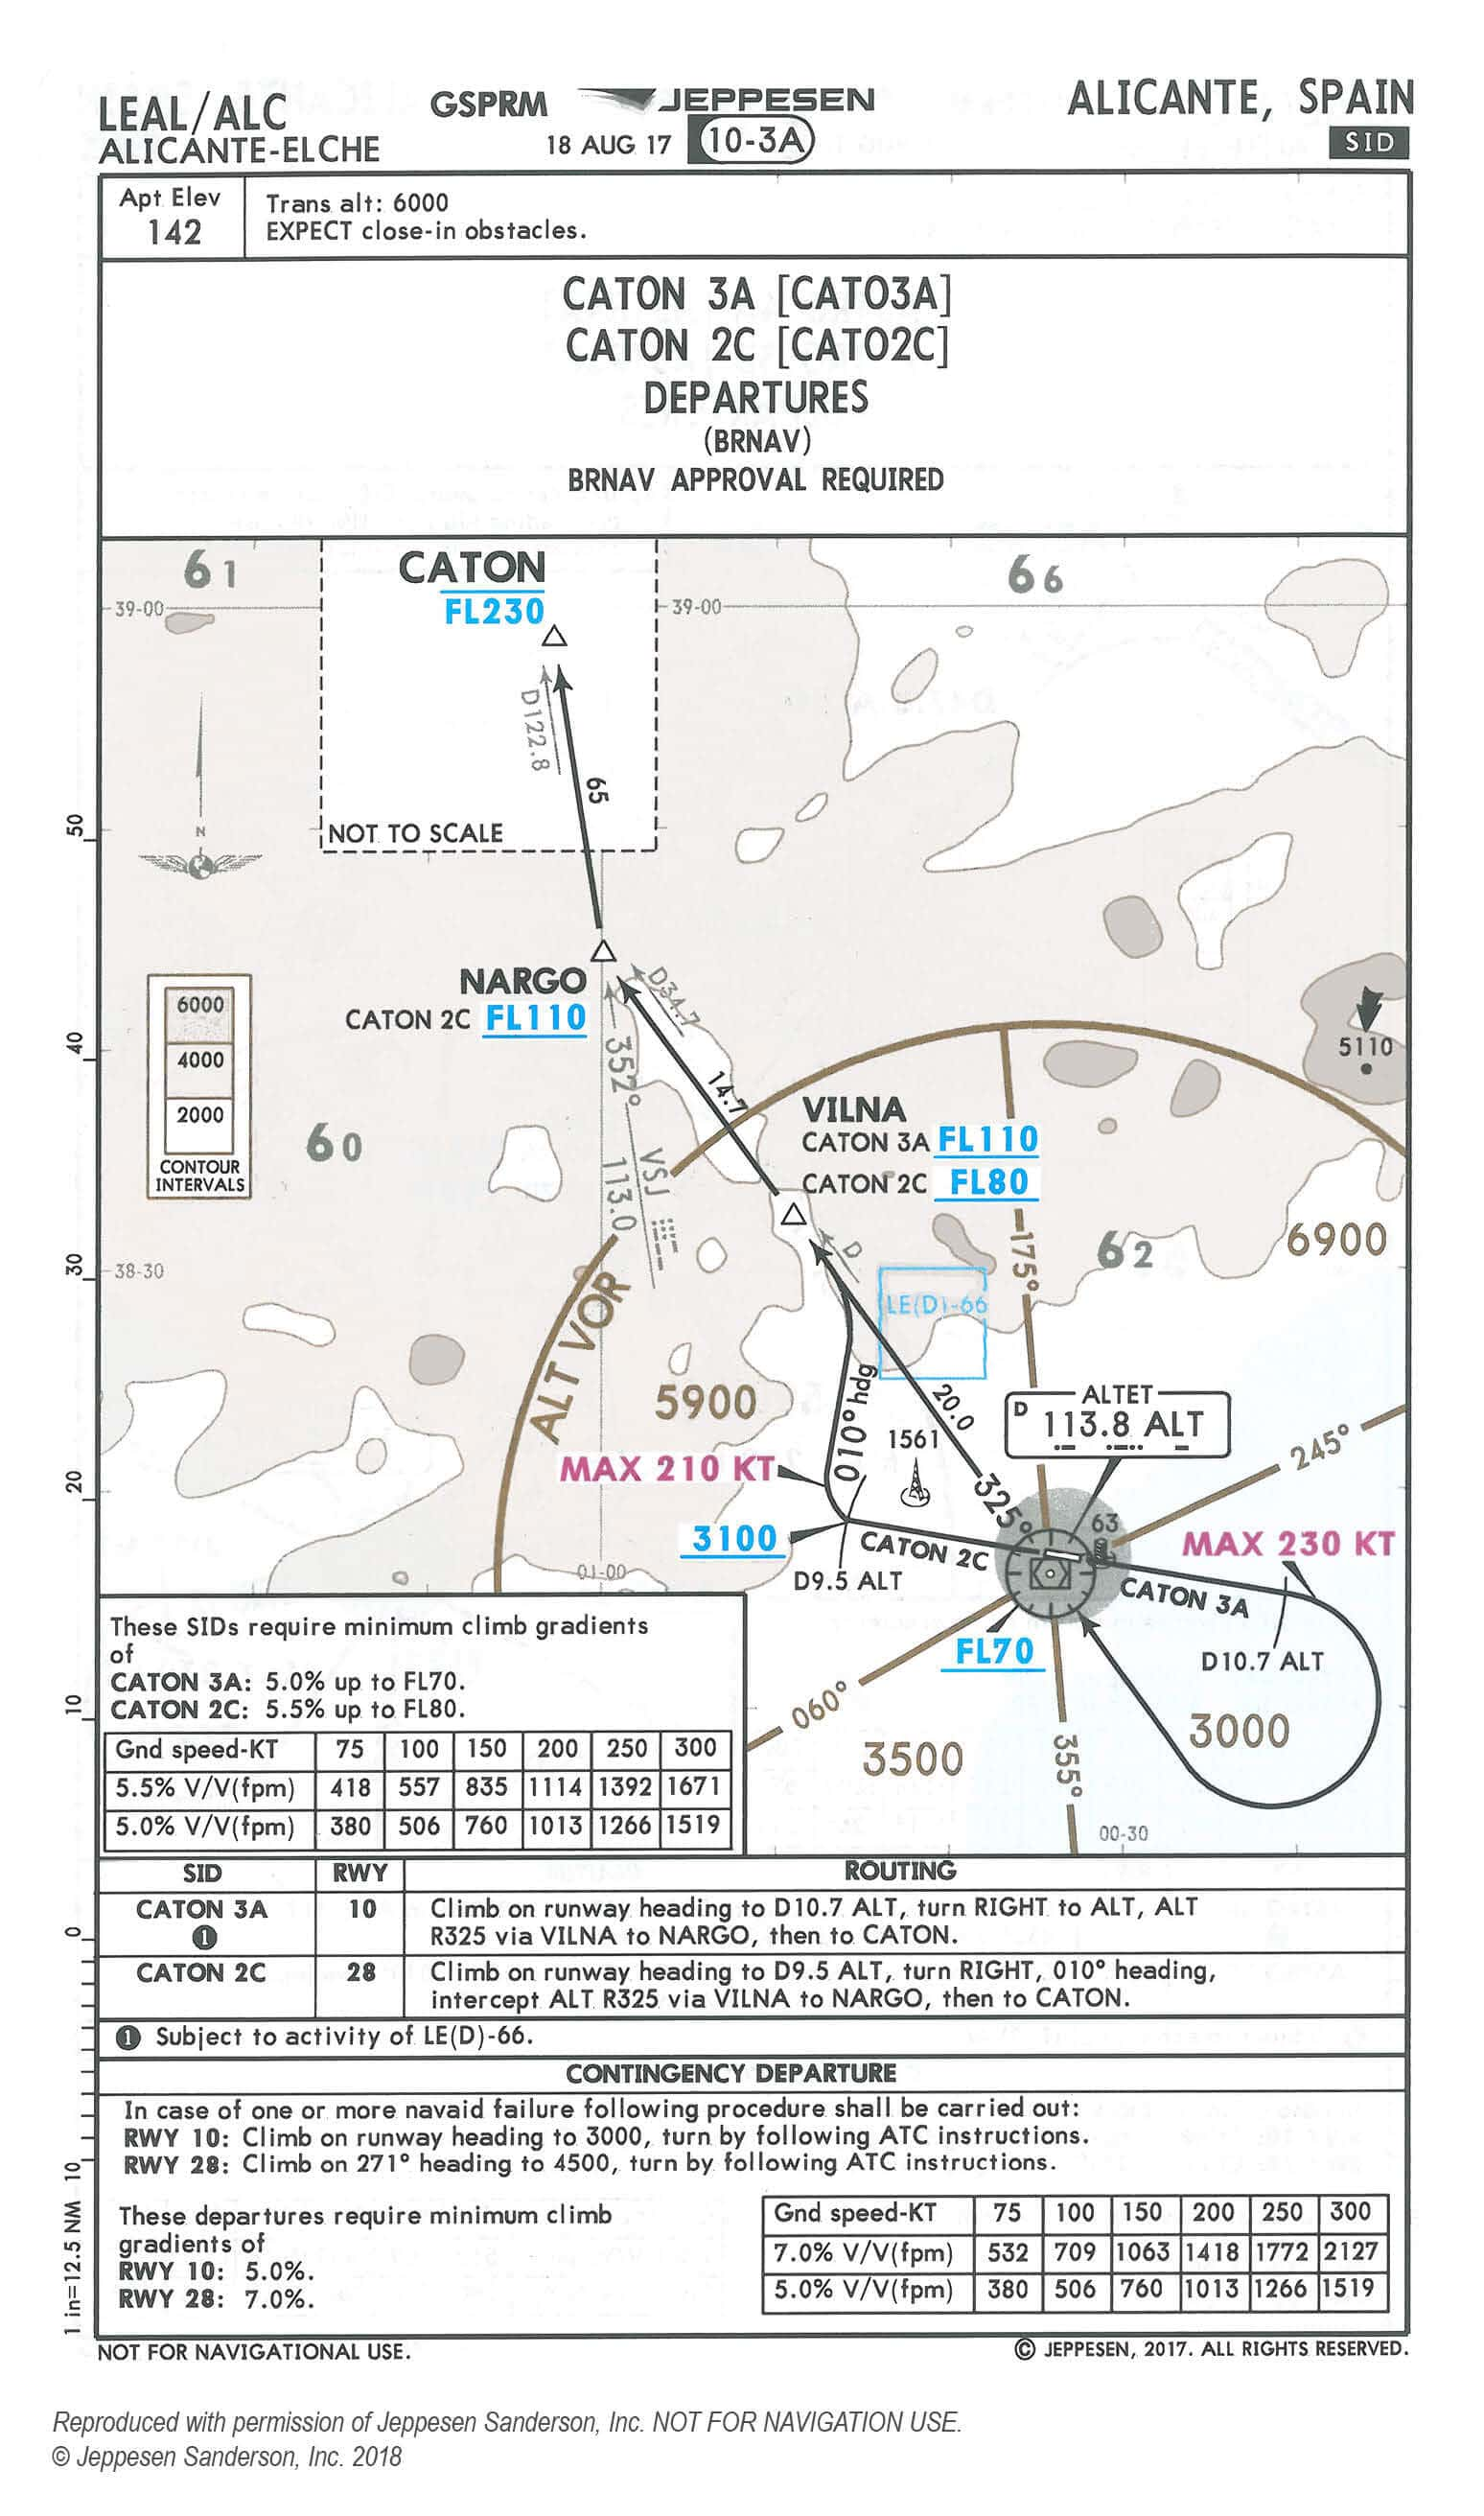 LEAL/ALC
ALICANTE-ELCHE
GSPRM
JEPPESEN
18 AUG 17
10-3A
ALICANTE, SPAIN
SID
Apt Elev
142
Trans alt: 6000
EXPECT close-in obstacles.
CATON 3A [CATO3A]
CATON 2C [CATO2C]
DEPARTURES
(BRNAV)
BRNAV APPROVAL REQUIRED
61
CATON
FL230
66
39-00
39-00
D122.8
65
NOT TO SCALE
N
50
NARGO
CATON 2C FL110
D34.7
6000
4000
2000
CONTOUR
INTERVALS
40
5110
352°
14.7
VILNA
CATON 3A FL110
CATON 2C FL80
60
VSJ
113.0
D
175°
62
6900
30
38-30
LE(D)-66
ALT VOR
5900
010° hdg
20.0
ALTET
D 113.8 ALT
1561
245°
MAX 210 KT
20
325°
3100
CATON 2C
63
MAX 230 KT
D9.5 ALT
01-00
CATON 3A
FL70
D10.7 ALT
060°
3500
355°
3000
00-30
10
These SIDs require minimum climb gradients
of
CATON 3A: 5.0% up to FL70.
CATON 2C: 5.5% up to FL80.
Gnd speed-KT 75 100 150 200 250 300
5.5% V/V(fpm) 418 557 835 1114 1392 1671
5.0% V/V(fpm) 380 506 760 1013 1266 1519
SID RWY ROUTING
CATON 3A 10 Climb on runway heading to D10.7 ALT, turn RIGHT to ALT, ALT
1 R325 via VILNA to NARGO, then to CATON.
0
CATON 2C 28 Climb on runway heading to D9.5 ALT, turn RIGHT, 010° heading,
intercept ALT R325 via VILNA to NARGO, then to CATON.
1 Subject to activity of LE(D)-66.
CONTINGENCY DEPARTURE
In case of one or more navaid failure following procedure shall be carried out:
RWY 10: Climb on runway heading to 3000, turn by following ATC instructions.
RWY 28: Climb on 271° heading to 4500, turn by following ATC instructions.
These departures require minimum climb
gradients of
RWY 10: 5.0%.
RWY 28: 7.0%.
Gnd speed-KT 75 100 150 200 250 300
7.0% V/V(fpm) 532 709 1063 1418 1772 2127
5.0% V/V(fpm) 380 506 760 1013 1266 1519
1 in=12.5 NM 10
NOT FOR NAVIGATIONAL USE.
© JEPPESEN, 2017. ALL RIGHTS RESERVED.
Reproduced with permission of Jeppesen Sanderson, Inc. NOT FOR NAVIGATION USE.
© Jeppesen Sanderson, Inc. 2018